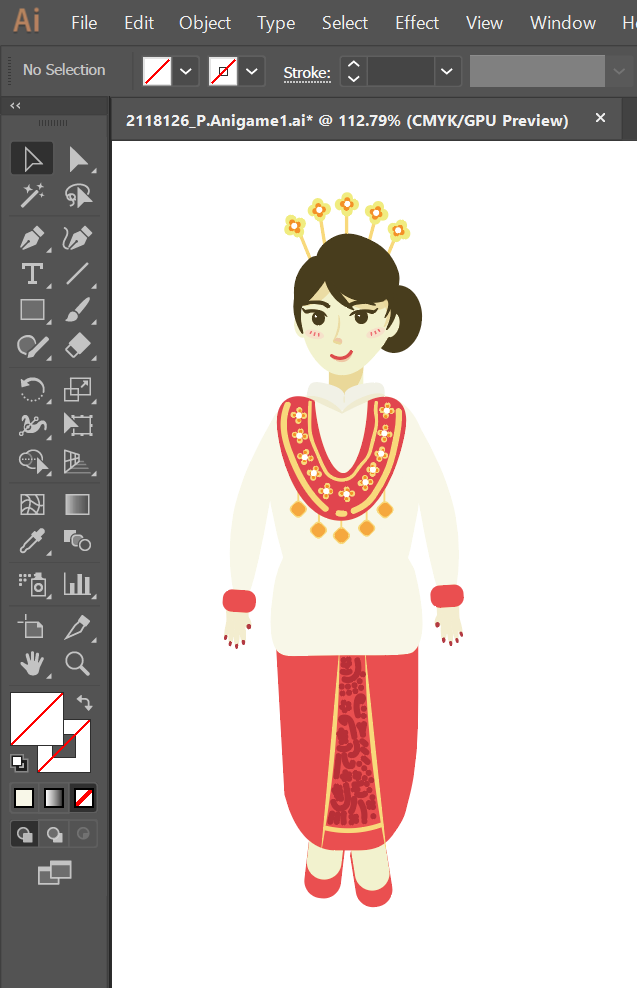 Ai File Edit Object Type Select Effect View Window He
No Selection Stroke:
2118126_P.Anigame1.ai* @ 112.79% (CMYK/GPU Preview) ×